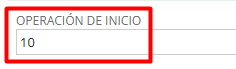 OPERACIÓN DE INICIO
10